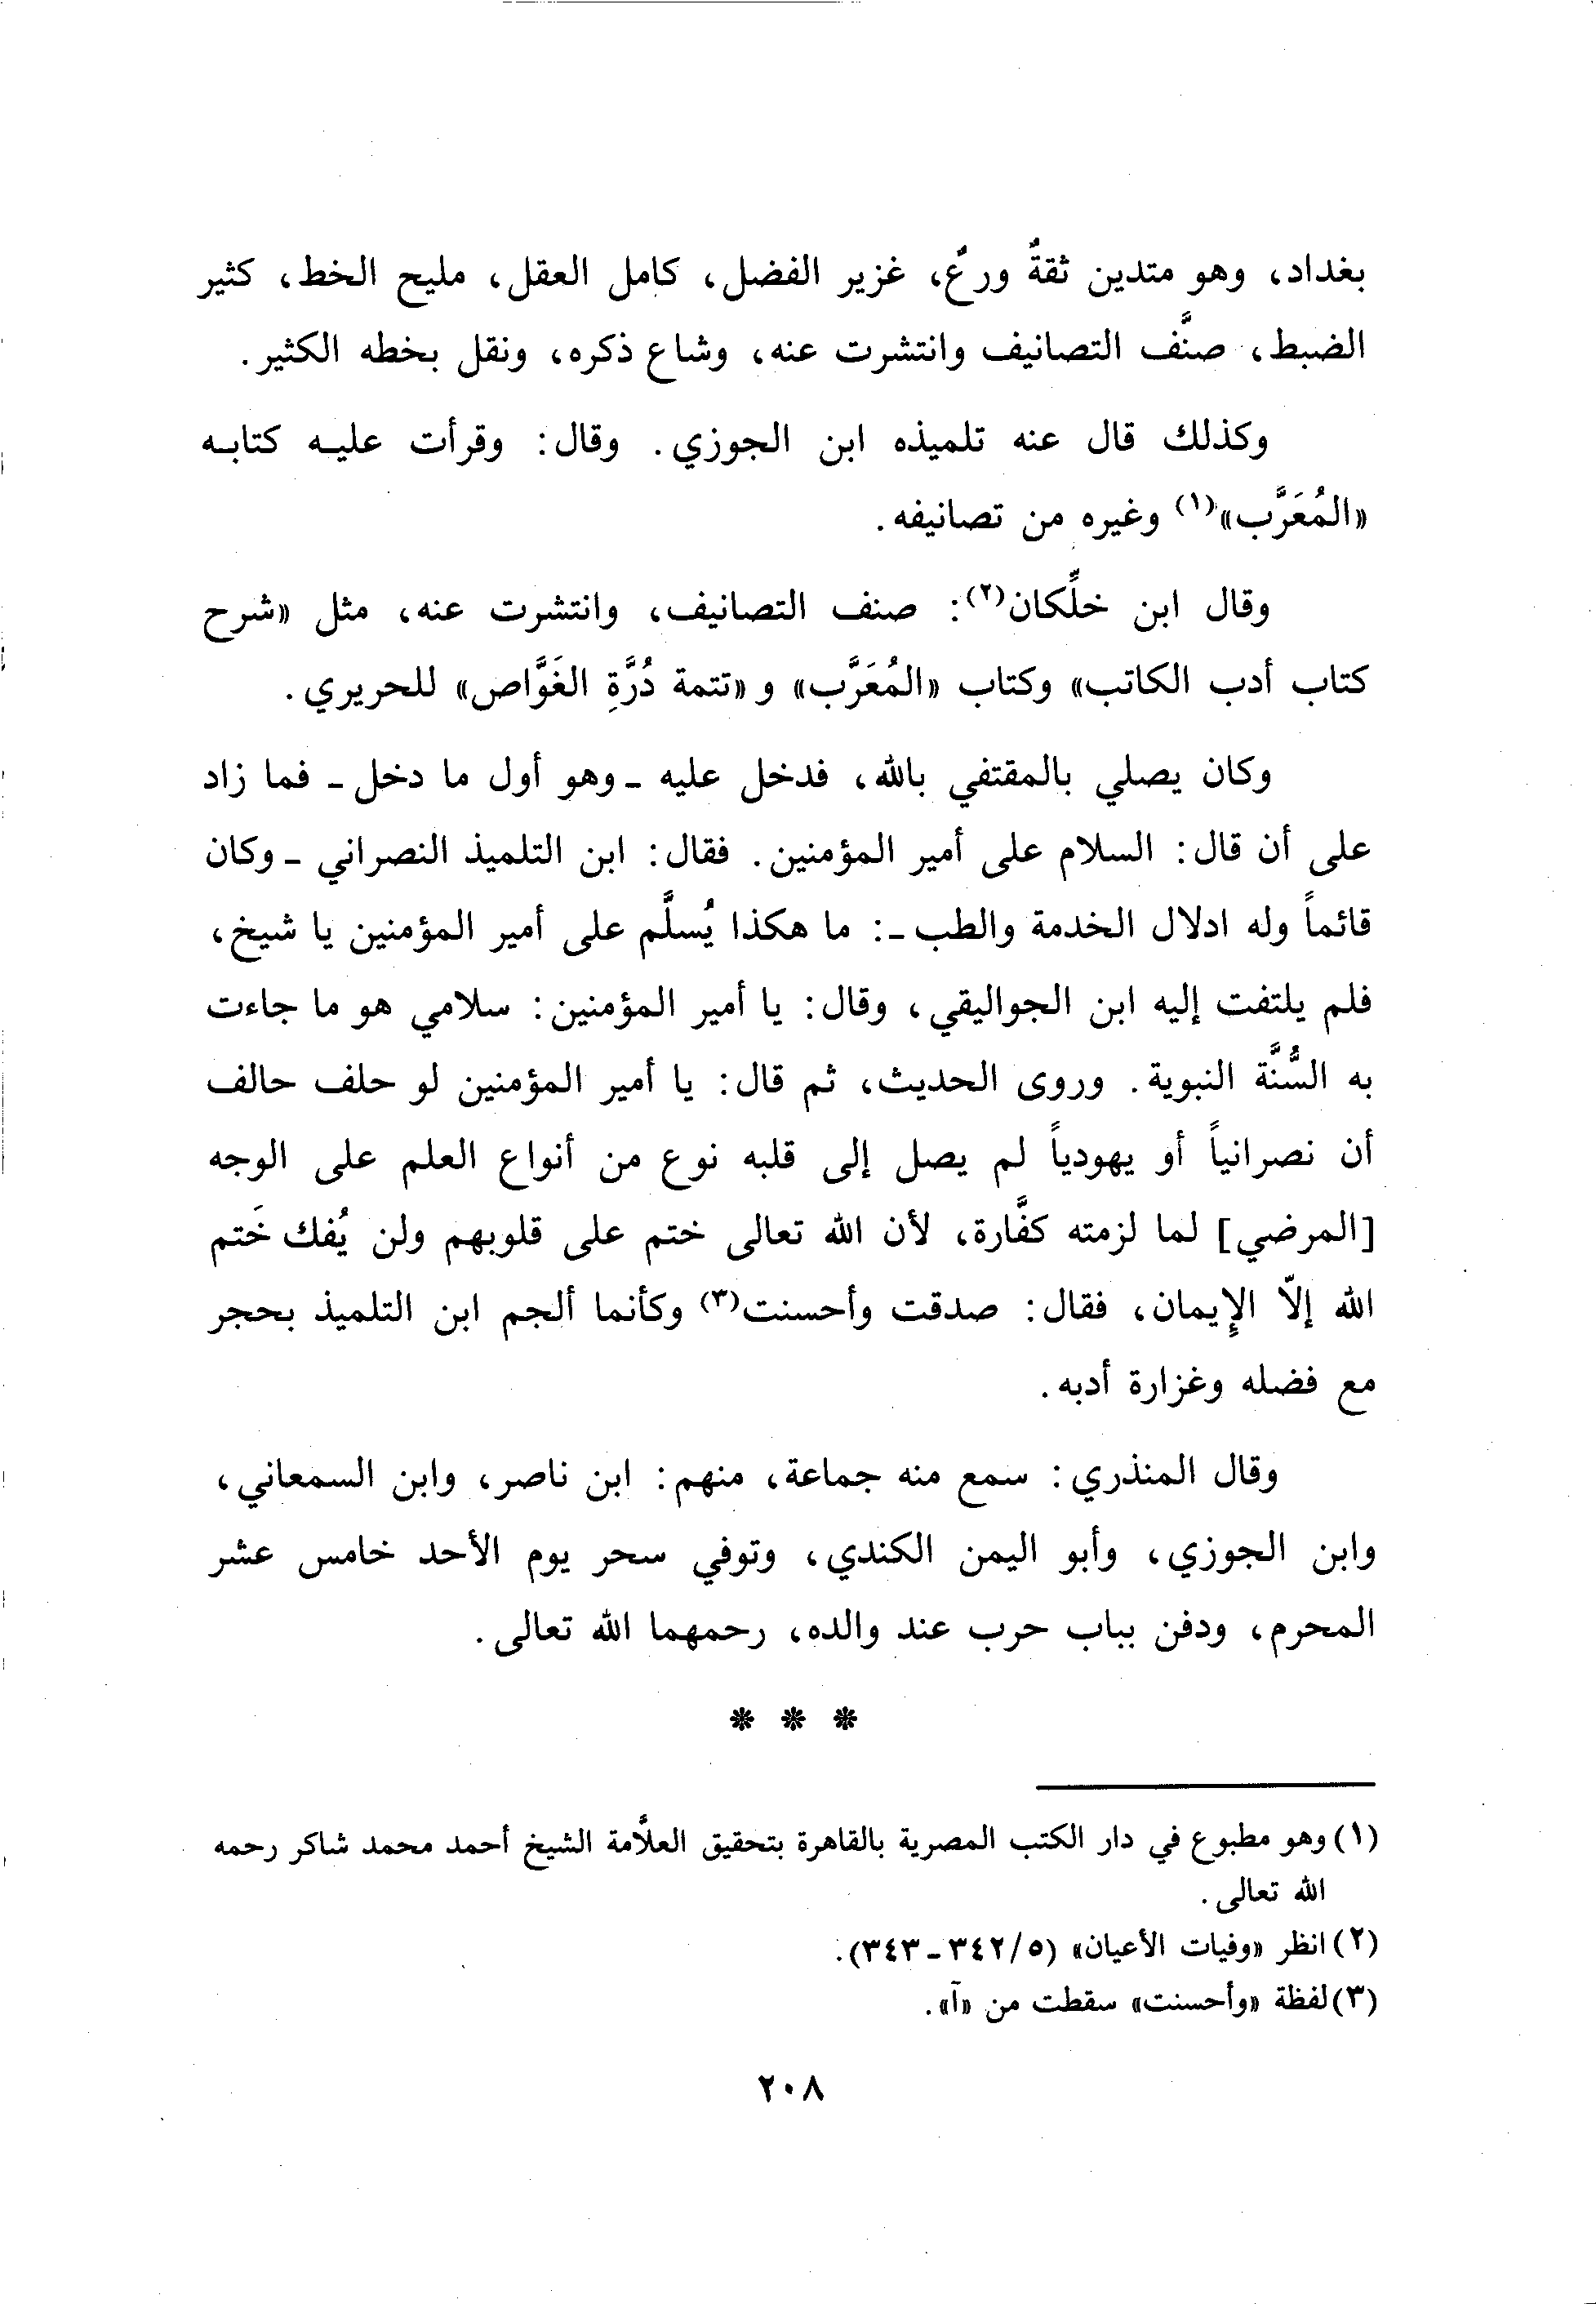 بغداد، وهو متدين ثقةٌ ورعٌ، غزير الفضل، كامل العقل، مليح الخط، كثير
الضبط، صنَّف التصانيف وانتشرت عنه، وشاع ذكره، ونقل بخطه الكثير.
وكذلك قال عنه تلميذه ابن الجوزي. وقال: وقرأت عليه كتابه
«المُعَرَّب»(١) وغيره من تصانيفه.
وقال ابن خلِّكان(٢): صنف التصانيف، وانتشرت عنه، مثل «شرح
كتاب أدب الكاتب» وكتاب «المُعَرَّب» و «تتمة دُرَّةِ الغَوَّاص» للحريري.
وكان يصلي بالمقتفي بالله، فدخل عليه ـ وهو أول ما دخل ـ فما زاد
على أن قال: السلام على أمير المؤمنين. فقال: ابن التلميذ النصراني ـ وكان
قائماً وله ادلال الخدمة والطب ـ: ما هكذا يُسلَّم على أمير المؤمنين يا شيخ،
فلم يلتفت إليه ابن الجواليقي، وقال: يا أمير المؤمنين: سلامي هو ما جاءت
به السُّنَّة النبوية. وروى الحديث، ثم قال: يا أمير المؤمنين لو حلف حالف
أن نصرانياً أو يهودياً لم يصل إلى قلبه نوع من أنواع العلم على الوجه
[المرضي] لما لزمته كفَّارة، لأن الله تعالى ختم على قلوبهم ولن يُفك خَتم
الله إلّا الإِيمان، فقال: صدقت وأحسنت(٣) وكأنما ألجم ابن التلميذ بحجر
مع فضله وغزارة أدبه.
وقال المنذري: سمع منه جماعة، منهم: ابن ناصر، وابن السمعاني،
وابن الجوزي، وأبو اليمن الكندي، وتوفي سحر يوم الأحد خامس عشر
المحرم، ودفن بباب حرب عند والده، رحمهما الله تعالى.
* * *
(١) وهو مطبوع في دار الكتب المصرية بالقاهرة بتحقيق العلَّامة الشيخ أحمد محمد شاكر رحمه
الله تعالى.
(٢) انظر «وفيات الأعيان» (٥/ ٣٤٢ ـ ٣٤٣).
(٣) لفظة «وأحسنت» سقطت من «آ».
٢٠٨